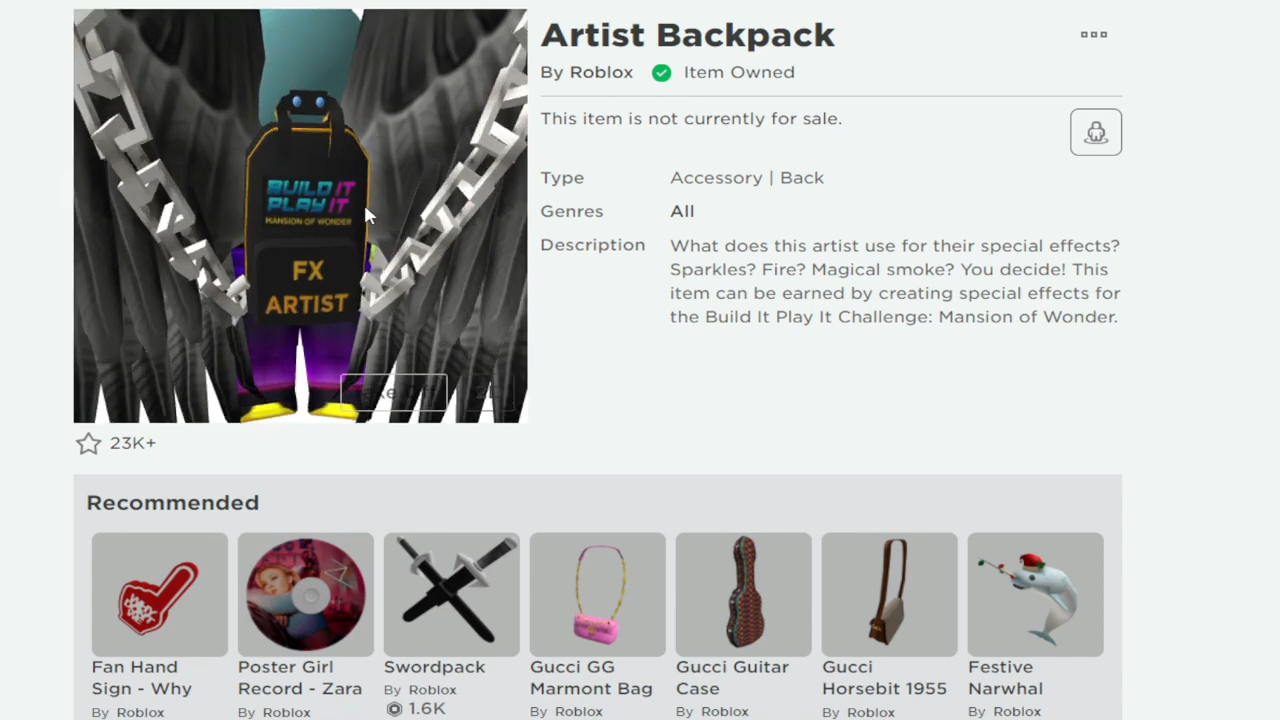 Artist Backpack
By Roblox Item Owned
This item is not currently for sale.
Type Accessory | Back
Genres All
Description What does this artist use for their special effects?
Sparkles? Fire? Magical smoke? You decide! This
item can be earned by creating special effects for
the Build It Play It Challenge: Mansion of Wonder.
BUILD IT
PLAY IT
MANSION OF WONDER
FX
ARTIST
23K+
Recommended
Fan Hand
Sign - Why
By Roblox
Poster Girl
Record - Zara
By Roblox
Swordpack
By Roblox
1.6K
Gucci GG
Marmont Bag
By Roblox
Gucci Guitar
Case
By Roblox
Gucci
Horsebit 1955
By Roblox
Festive
Narwhal
By Roblox